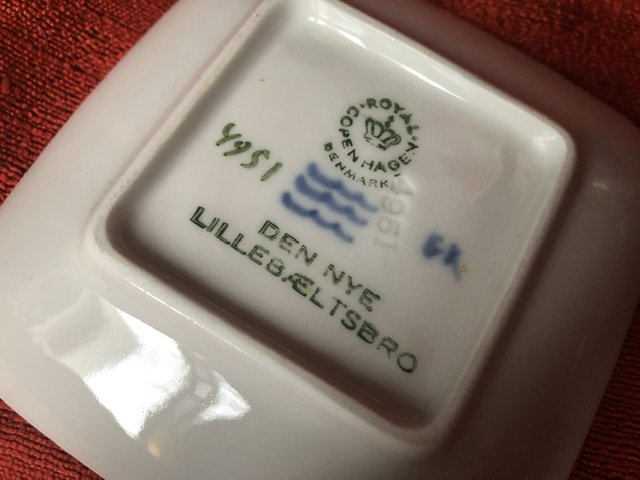 ROYAL COPENHAGEN
DENMARK
4951
4951
DEN NYE
LILLEBÆLTSBRO